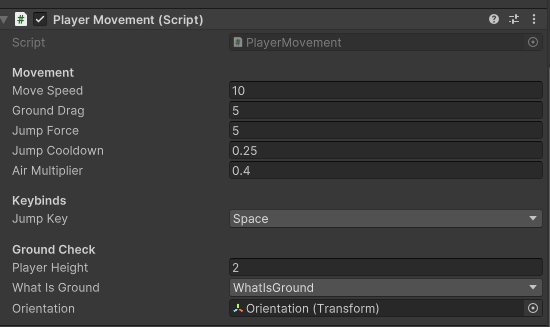 Player Movement (Script)
Script PlayerMovement
Movement
Move Speed 10
Ground Drag 5
Jump Force 5
Jump Cooldown 0.25
Air Multiplier 0.4
Keybinds
Jump Key Space
Ground Check
Player Height 2
What Is Ground WhatIsGround
Orientation Orientation (Transform)